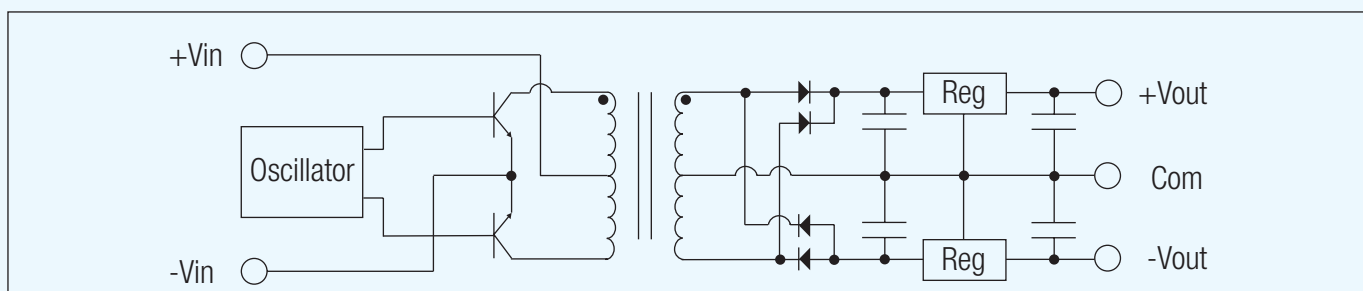 +Vin
Reg
+Vout
Oscillator
Com
-Vin
Reg
-Vout